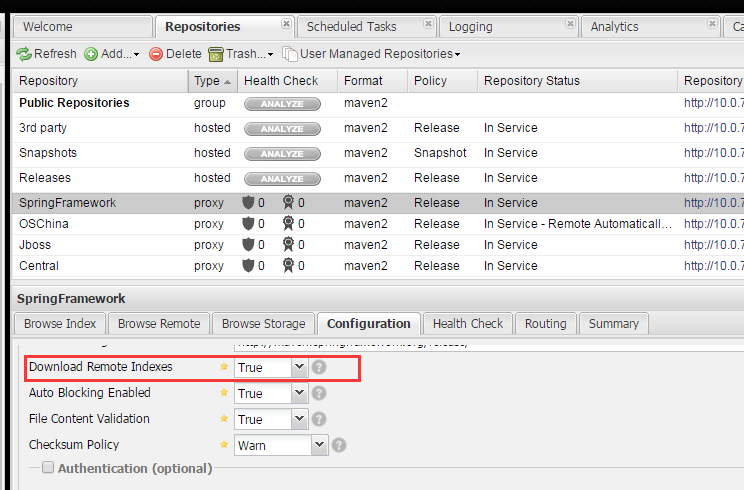 Welcome Repositories Scheduled Tasks Logging Analytics Ca
Refresh Add... Delete Trash... User Managed Repositories
Repository Type Health Check Format Policy Repository Status Repository
Public Repositories group ANALYZE maven2 http://10.0.7
3rd party hosted ANALYZE maven2 Release In Service http://10.0.7
Snapshots hosted ANALYZE maven2 Snapshot In Service http://10.0.7
Releases hosted ANALYZE maven2 Release In Service http://10.0.7
SpringFramework proxy 0 0 maven2 Release In Service http://10.0.7
OSChina proxy 0 0 maven2 Release In Service - Remote Automaticall... http://10.0.7
Jboss proxy 0 0 maven2 Release In Service http://10.0.7
Central proxy 0 0 maven2 Release In Service http://10.0.7
SpringFramework
Browse Index Browse Remote Browse Storage Configuration Health Check Routing Summary
Download Remote Indexes True
Auto Blocking Enabled True
File Content Validation True
Checksum Policy Warn
Authentication (optional)